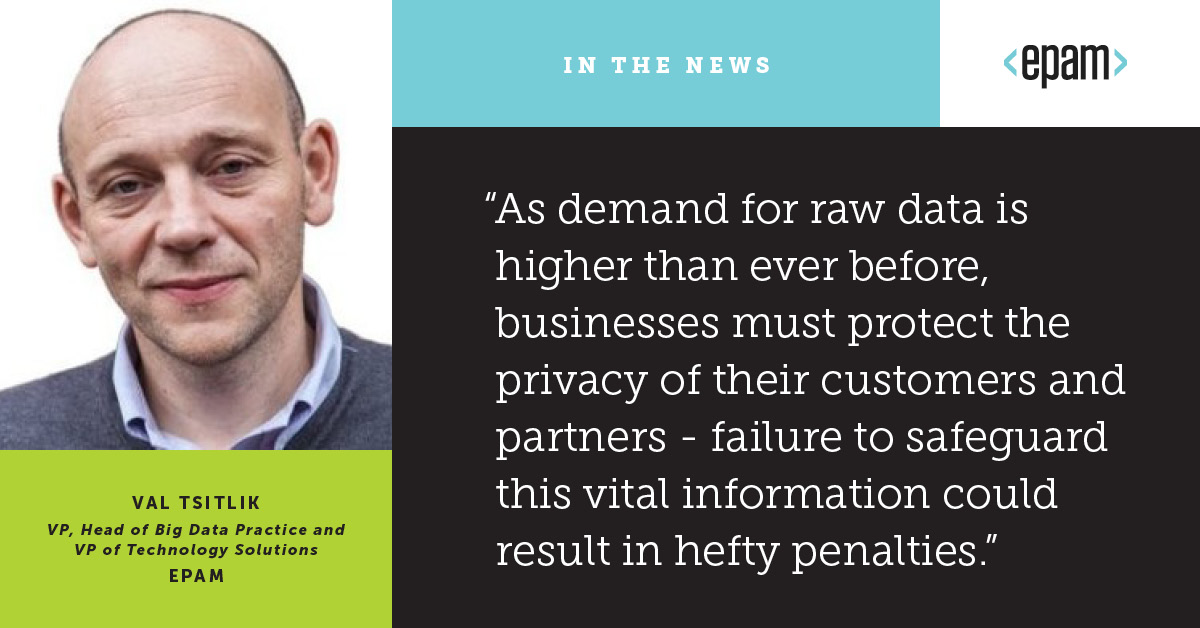 IN THE NEWS
<epam>
“As demand for raw data is
higher than ever before,
businesses must protect the
privacy of their customers and
partners - failure to safeguard
this vital information could
result in hefty penalties.”
VAL TSITLIK
VP, Head of Big Data Practice and
VP of Technology Solutions
EPAM